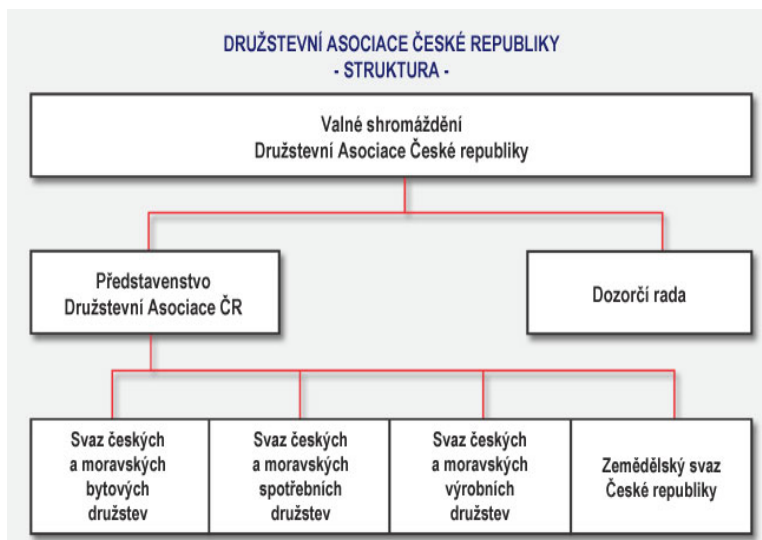 DRUŽSTEVNÍ ASOCIACE ČESKÉ REPUBLIKY
- STRUKTURA -
Valné shromáždění
Družstevní Asociace České republiky
Představenstvo
Družstevní Asociace ČR
Dozorčí rada
Svaz českých
a moravských
bytových
družstev
Svaz českých
a moravských
spotřebních
družstev
Svaz českých
a moravských
výrobních
družstev
Zemědělský svaz
České republiky